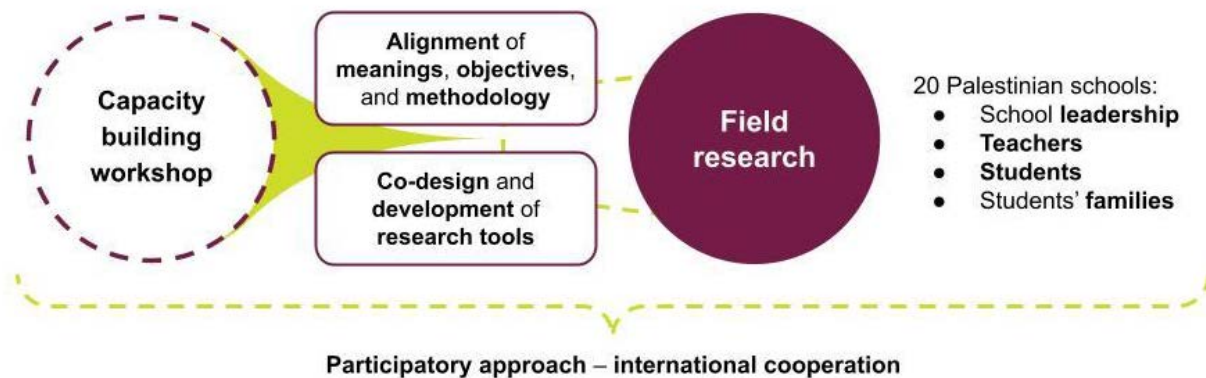 Capacity
building
workshop
Alignment of
meanings, objectives,
and methodology
Co-design and
development of
research tools
Field
research
20 Palestinian schools:
● School leadership
● Teachers
● Students
● Students' families
Participatory approach – international cooperation